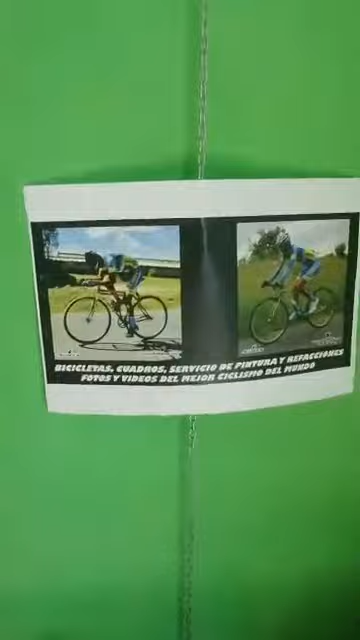 BICICLETAS, CUADROS, SERVICIO DE PINTURA Y REFACCIONES
FOTOS Y VIDEOS DEL MEJOR CICLISMO DEL MUNDO